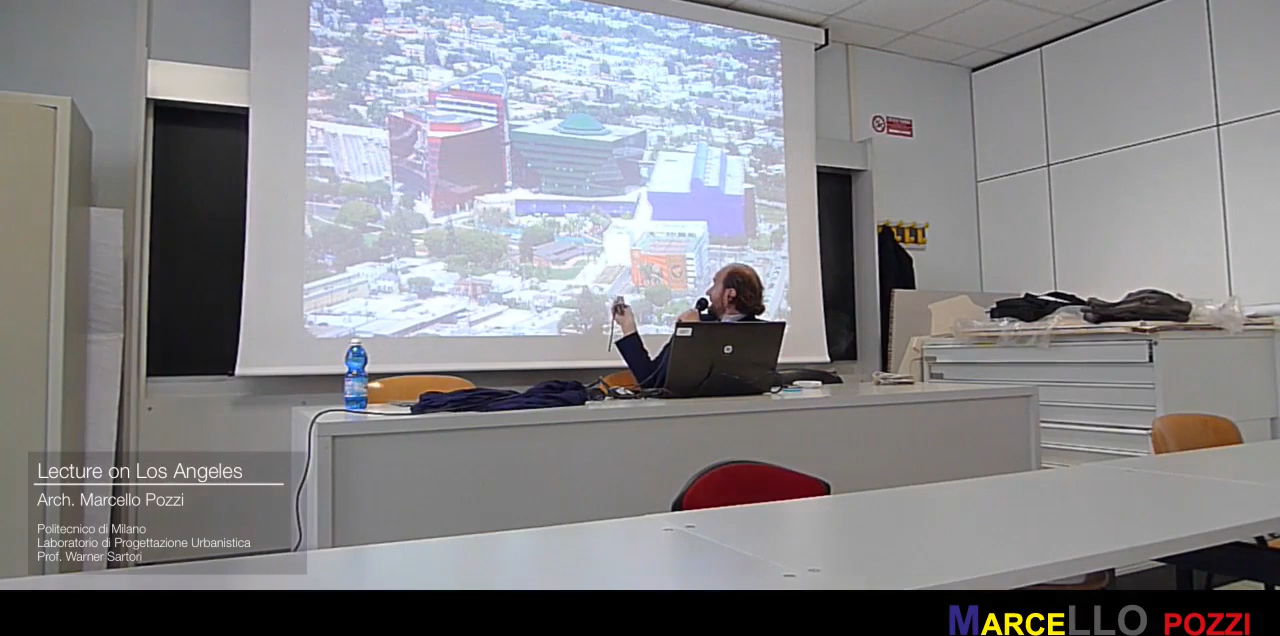 Lecture on Los Angeles
Arch. Marcello Pozzi
Politecnico di Milano
Laboratorio di Progettazione Urbanistica
Prof. Warner Sartori
MARCELLO POZZI